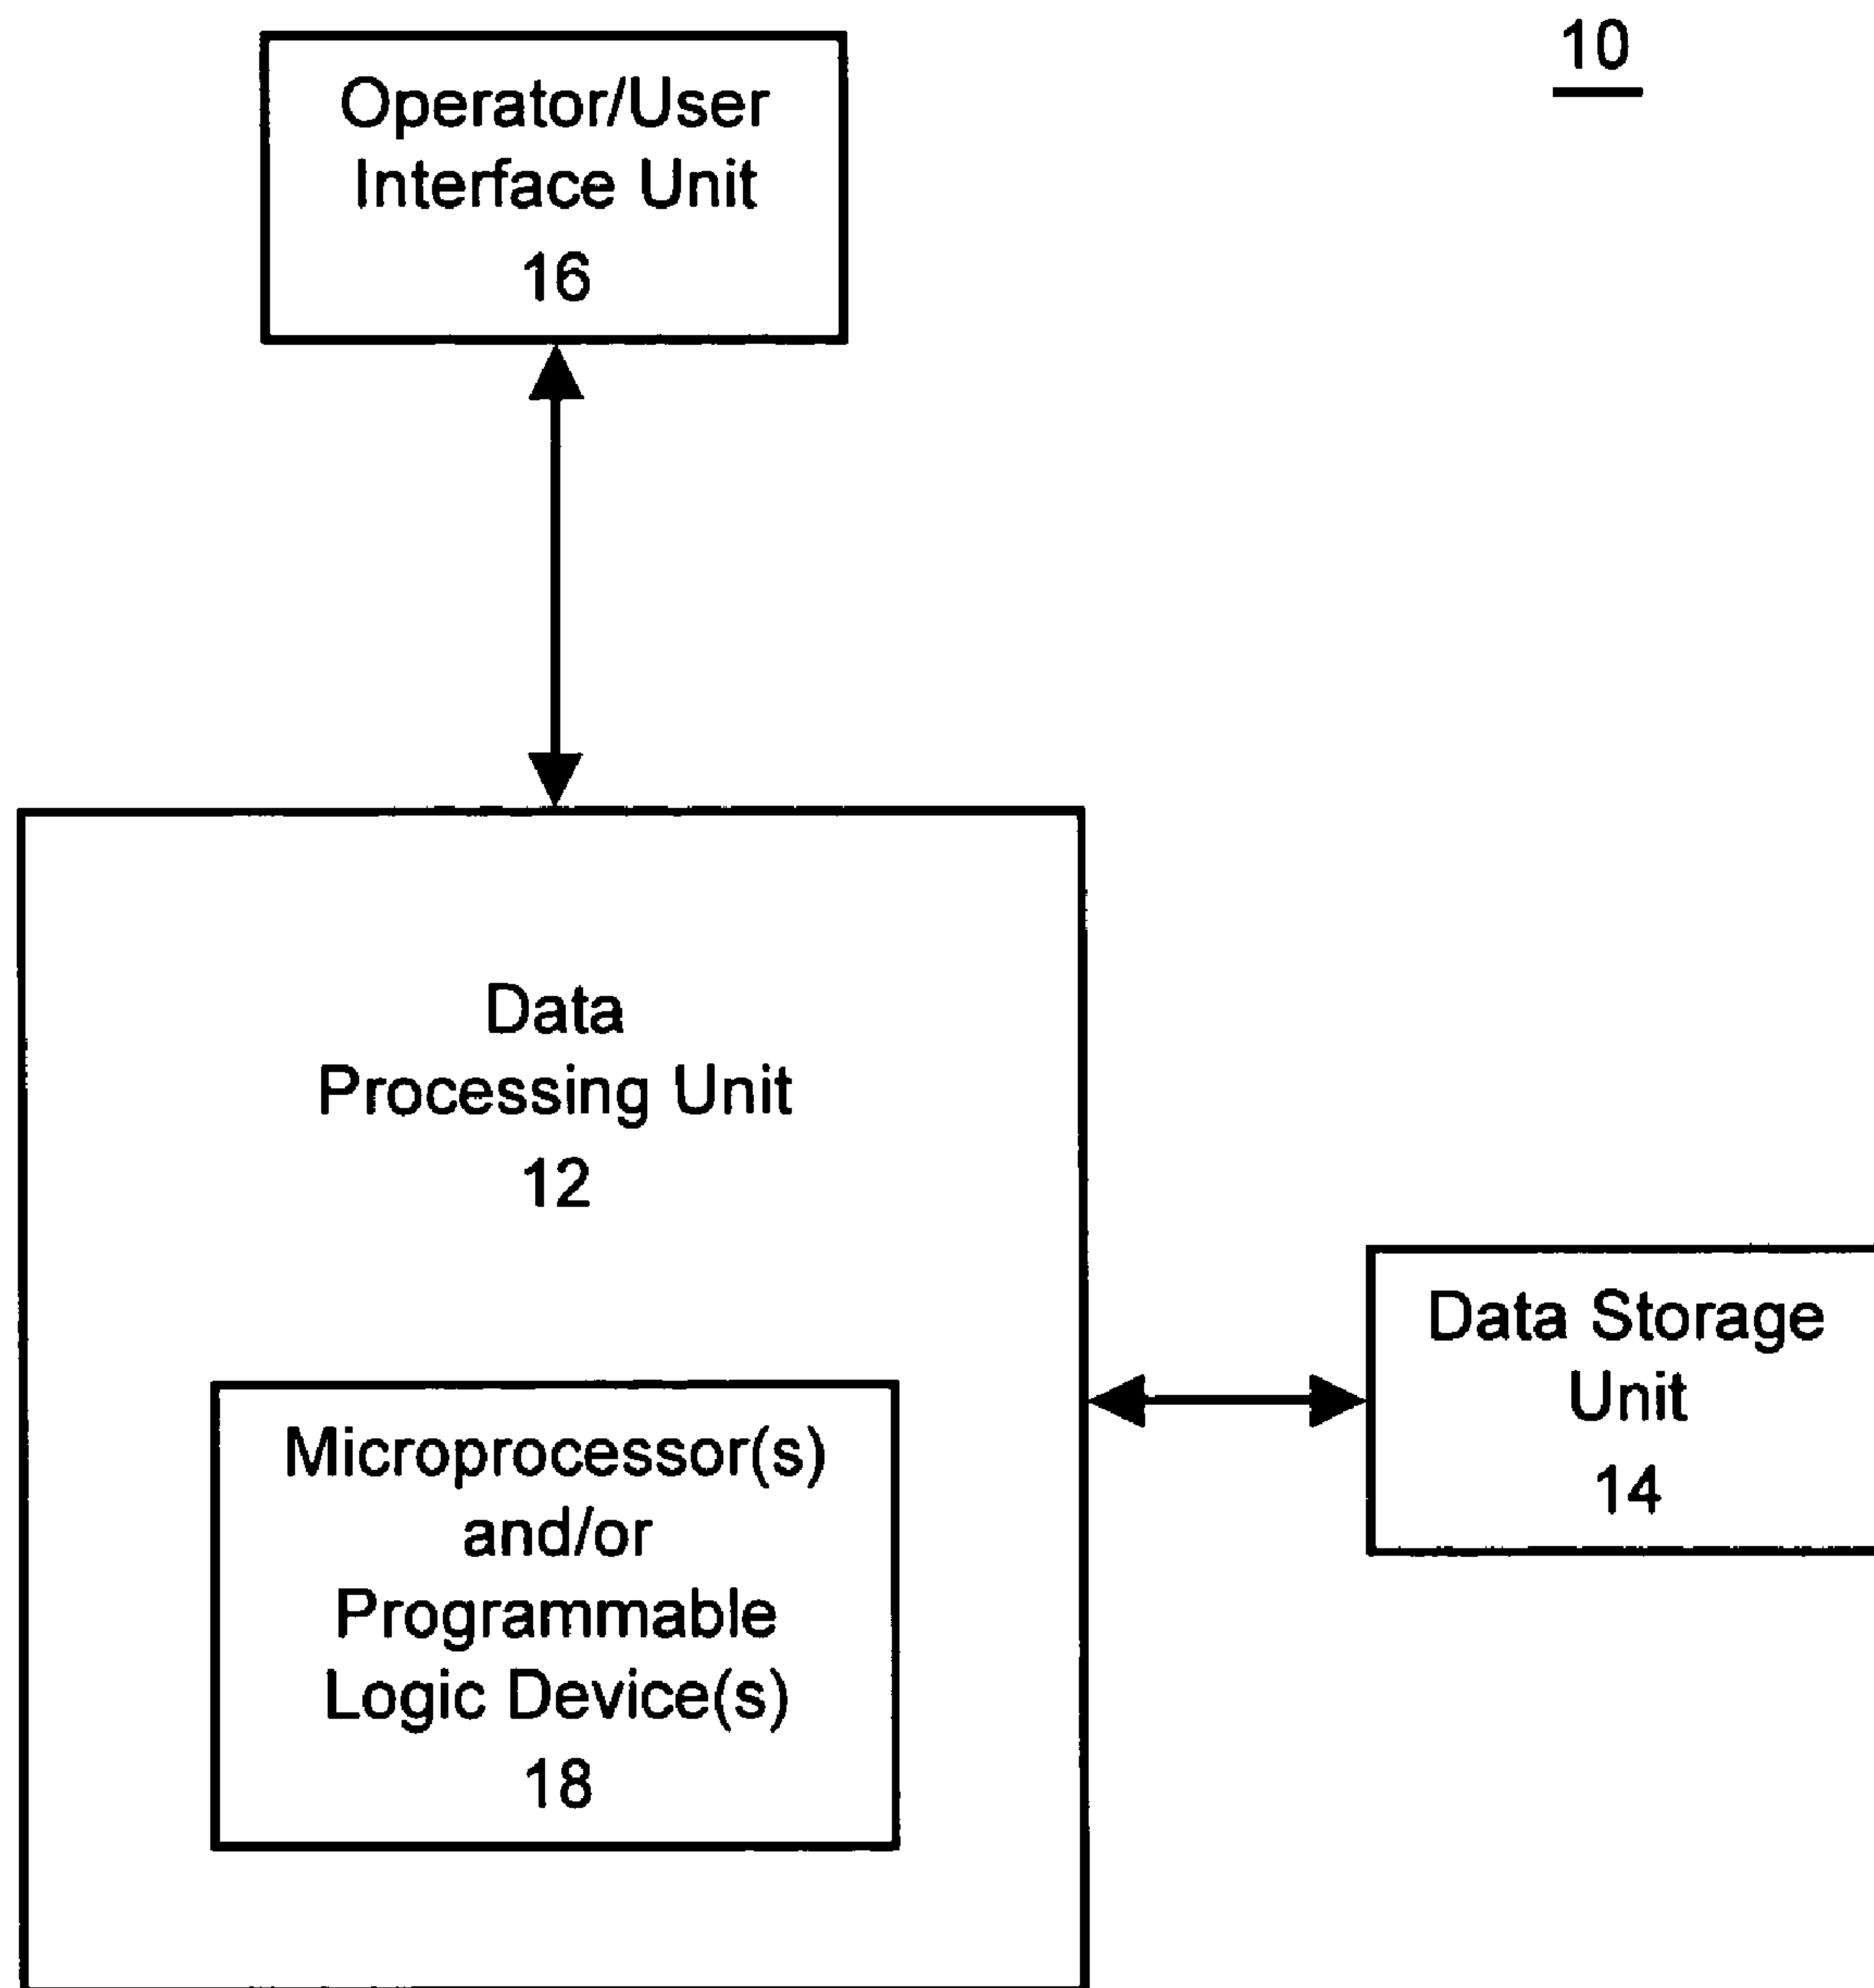 10
Operator/User
Interface Unit
16
Data
Processing Unit
12
Data Storage
Unit
14
Microprocessor(s)
and/or
Programmable
Logic Device(s)
18